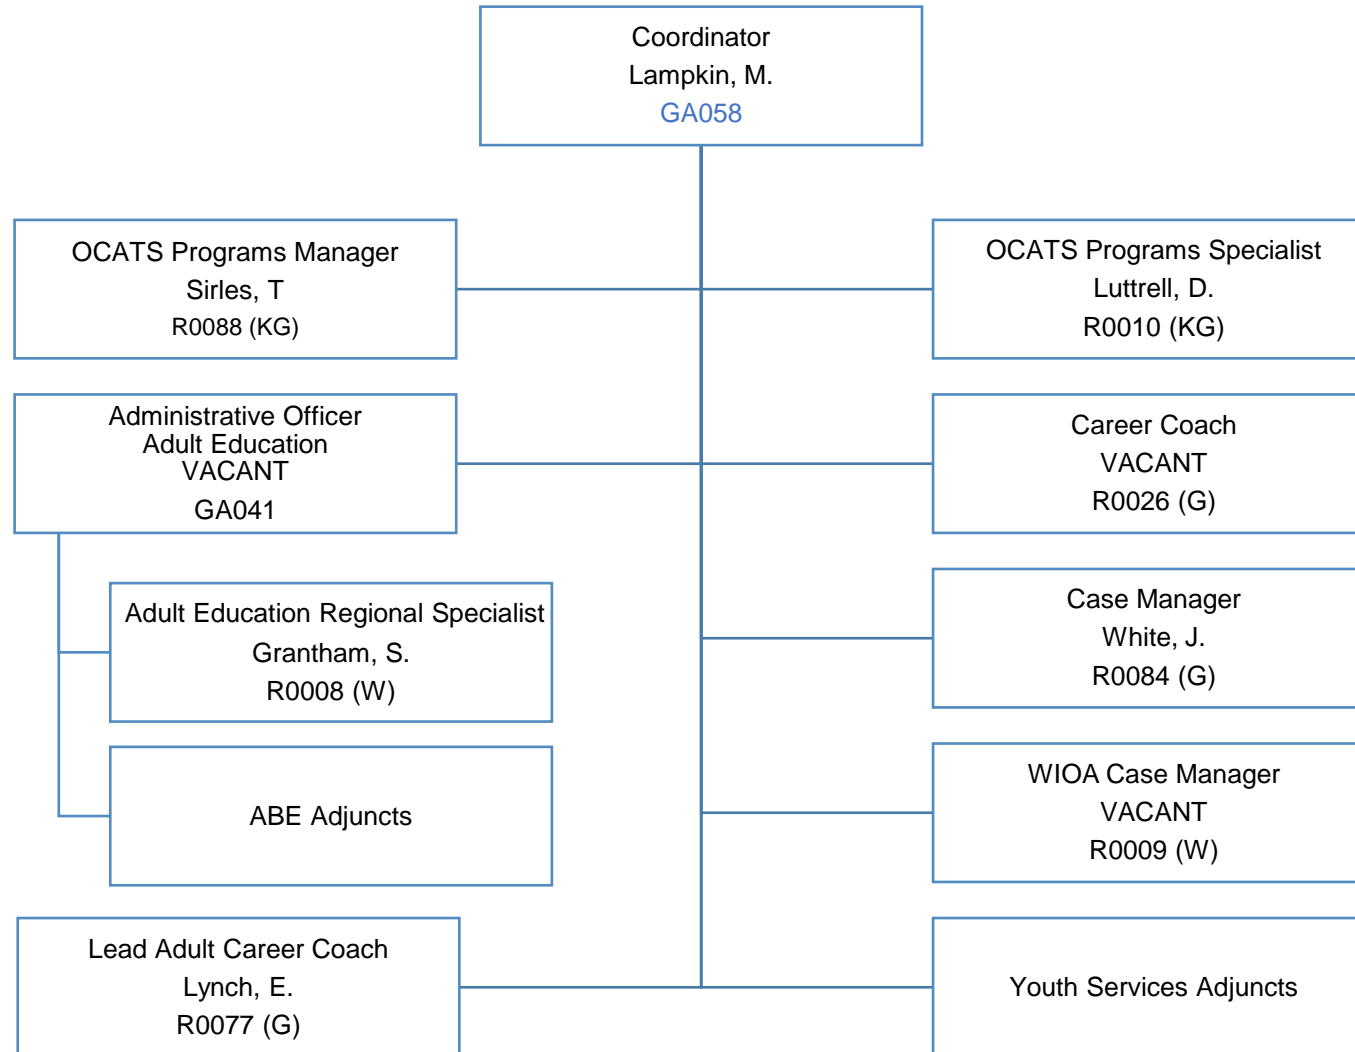 Coordinator
Lampkin, M.
GA058
OCATS Programs Manager
Sirles, T
R0088 (KG)
OCATS Programs Specialist
Luttrell, D.
R0010 (KG)
Administrative Officer
Adult Education
VACANT
GA041
Career Coach
VACANT
R0026 (G)
Adult Education Regional Specialist
Grantham, S.
R0008 (W)
Case Manager
White, J.
R0084 (G)
ABE Adjuncts
WIOA Case Manager
VACANT
R0009 (W)
Lead Adult Career Coach
Lynch, E.
R0077 (G)
Youth Services Adjuncts